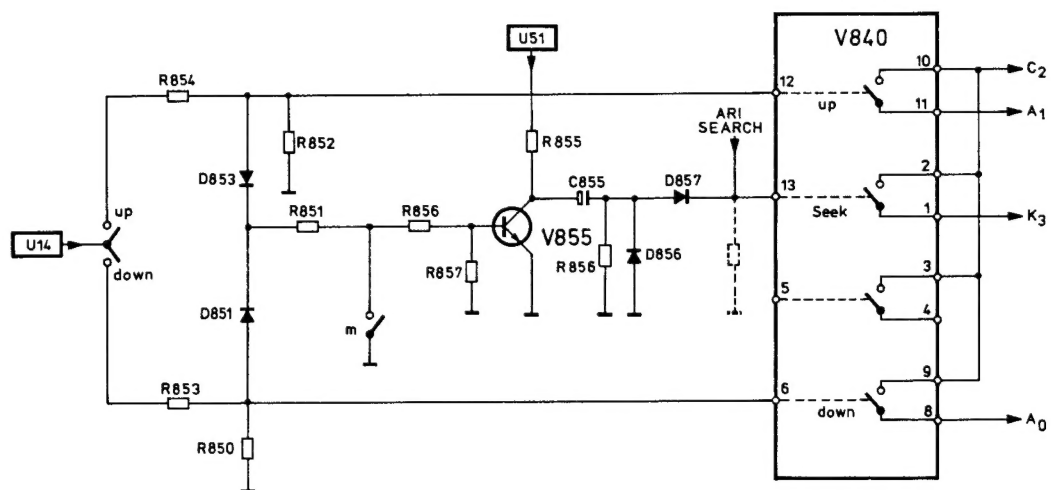 U51
V840
R854
12
10
C2
up
11
A1
R852
R855
ARI
SEARCH
D853
C855
D857
13
2
Seek
1
K3
R851
R856
V855
up
U14
down
R857
R856
D856
m
5
3
4
D851
R853
6
9
down
8
A0
R850